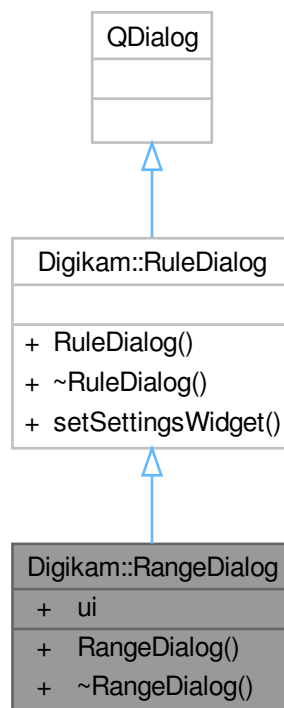 QDialog
Digikam::RuleDialog
+ RuleDialog()
+ ~RuleDialog()
+ setSettingsWidget()
Digikam::RangeDialog
+ ui
+ RangeDialog()
+ ~RangeDialog()